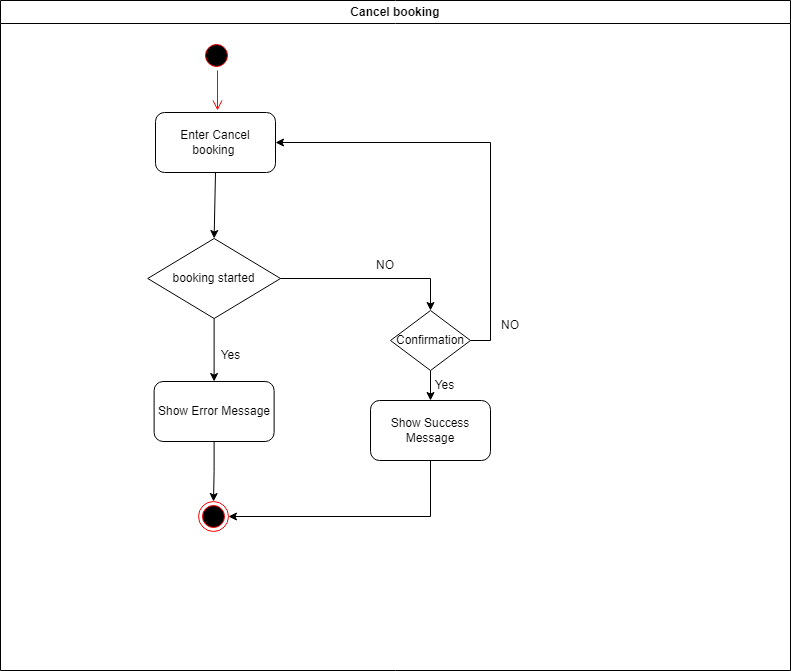 Cancel booking
Enter Cancel
booking
booking started
NO
Confirmation
NO
Yes
Yes
Show Error Message
Show Success
Message